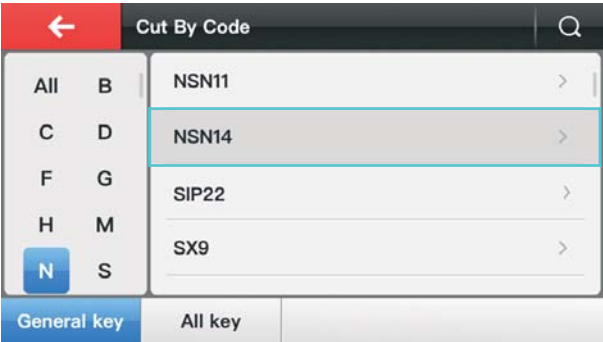 Cut By Code
All B
C D
F G
H M
N S
NSN11
NSN14
SIP22
SX9
General key All key